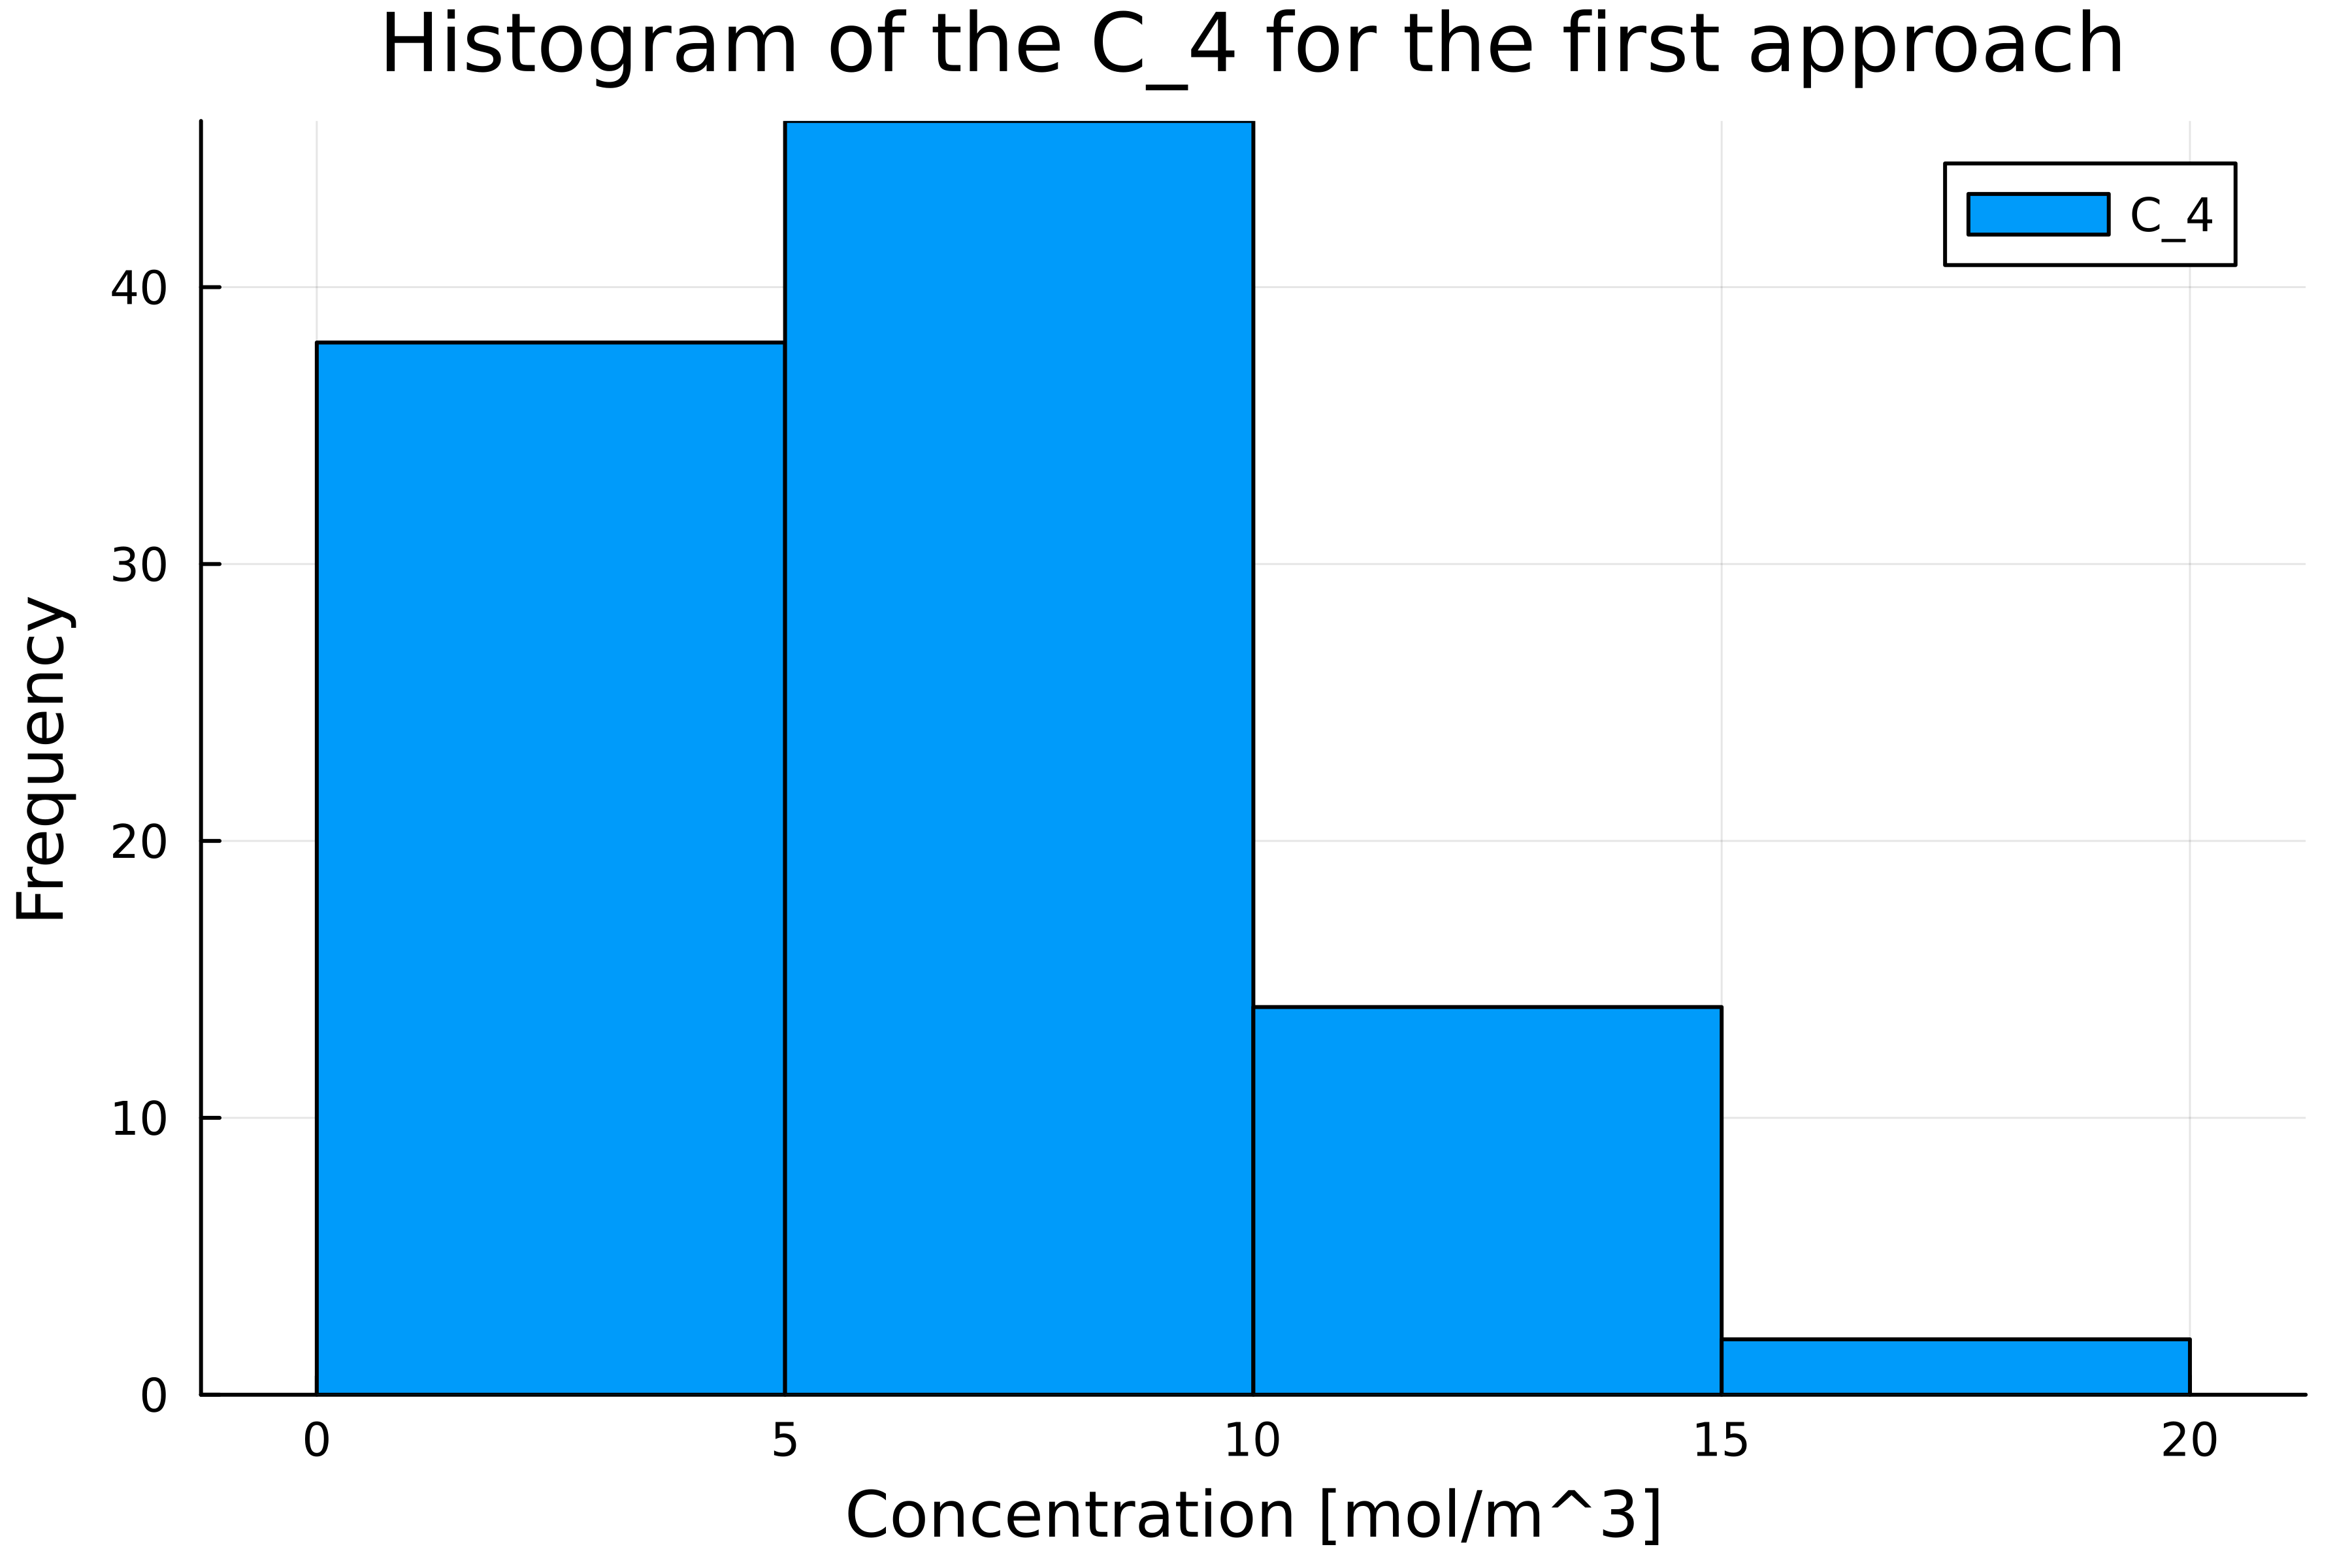 Histogram of the C_4 for the first approach
C_4
40
30
20
10
0
Frequency
0 5 10 15 20
Concentration [mol/m^3]